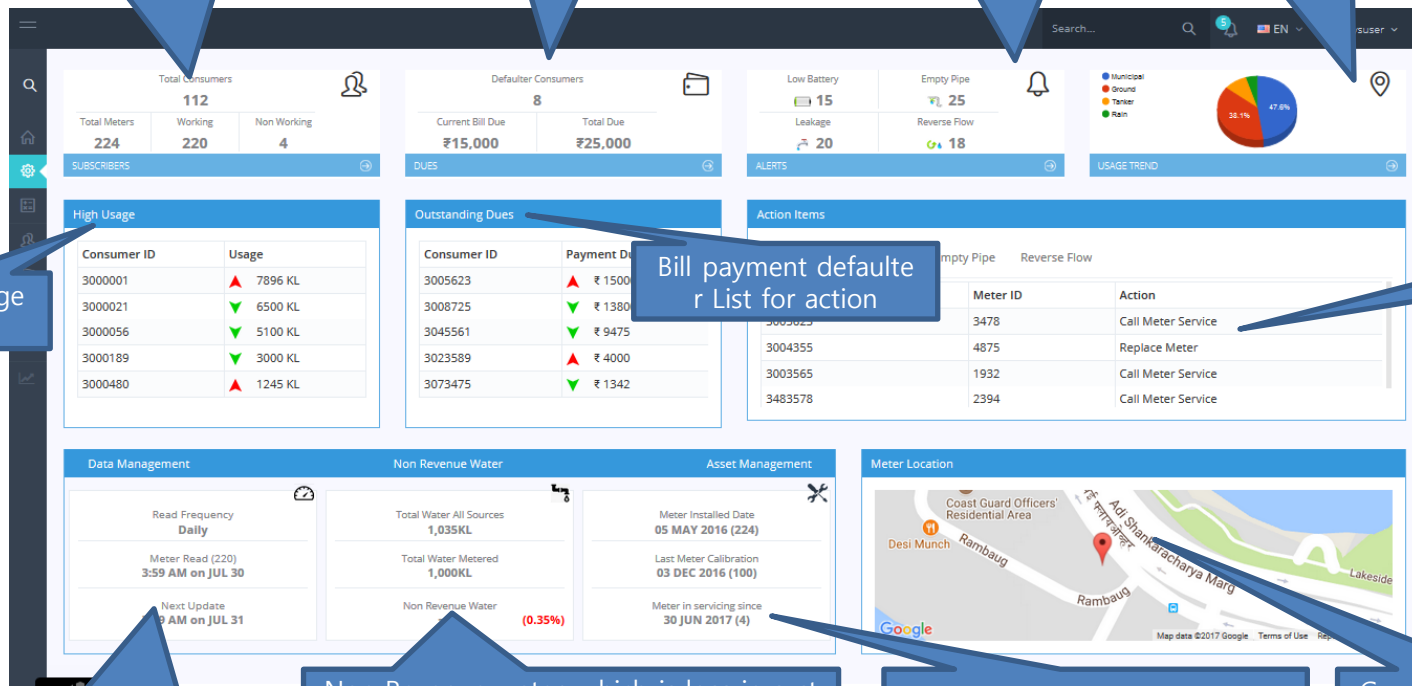 Search...
5
EN
suser
Total Consumers
112
Total Meters Working Non Working
224 220 4
SUBSCRIBERS
Defaulter Consumers
8
Current Bill Due Total Due
₹15,000 ₹25,000
DUES
Low Battery Empty Pipe
15 25
Leakage Reverse Flow
20 18
ALERTS
Municipal
Ground
Tanker
Rain
47.6%
38.1%
USAGE TREND
High Usage
Consumer ID Usage
3000001 7896 KL
3000021 6500 KL
3000056 5100 KL
3000189 3000 KL
3000480 1245 KL
ge
Outstanding Dues
Consumer ID Payment Du
3005623 ₹ 1500
3008725 ₹ 1380
3045561 ₹ 9475
3023589 ₹ 4000
3073475 ₹ 1342
Bill payment defaulte
r List for action
Action Items
mpty Pipe Reverse Flow
Meter ID Action
3478 Call Meter Service
3004355 4875 Replace Meter
3003565 1932 Call Meter Service
3483578 2394 Call Meter Service
Data Management Non Revenue Water Asset Management
Read Frequency
Daily
Meter Read (220)
3:59 AM on JUL 30
Next Update
9 AM on JUL 31
Total Water All Sources
1,035KL
Total Water Metered
1,000KL
Non Revenue Water
(0.35%)
Meter Installed Date
05 MAY 2016 (224)
Last Meter Calibration
03 DEC 2016 (100)
Meter in servicing since
30 JUN 2017 (4)
Meter Location
Coast Guard Officers'
Residential Area
Desi Munch
Rambaug
Adi Shankaracharya Marg
Rambaug
Lakeside
Google
Map data ©2017 Google Terms of Use Rep